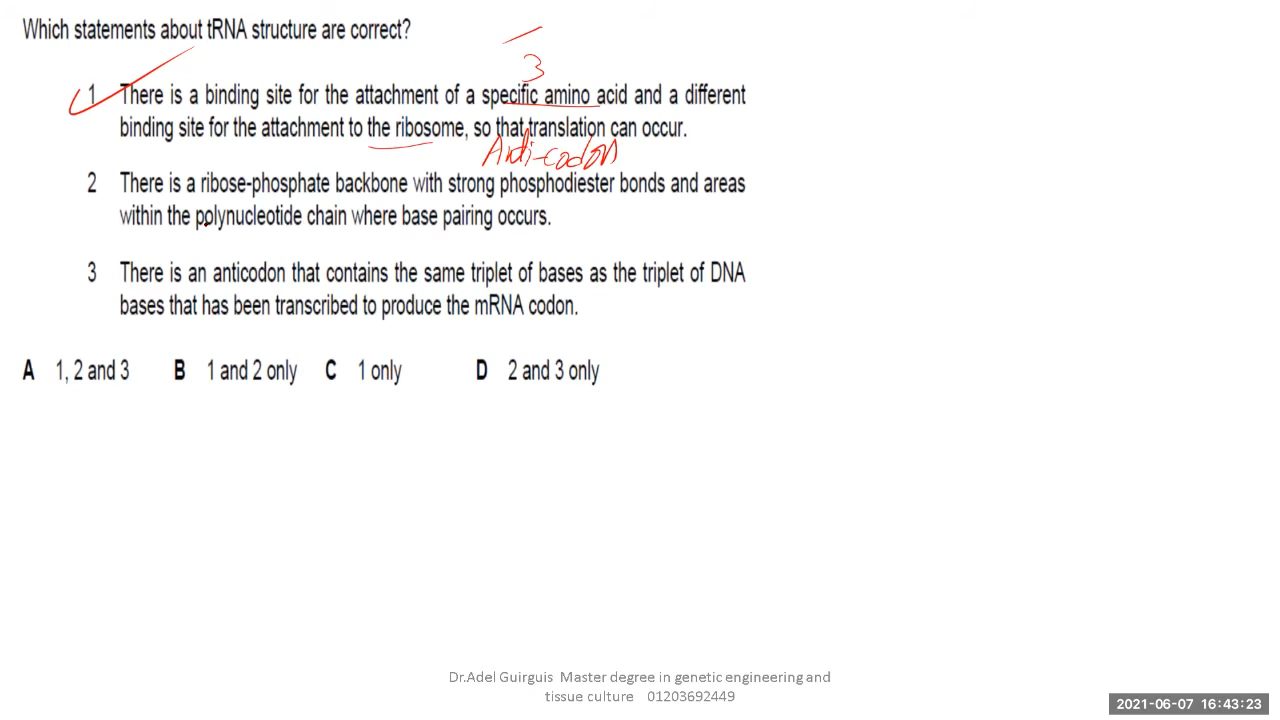 Which statements about tRNA structure are correct?
3
1 There is a binding site for the attachment of a specific amino acid and a different
binding site for the attachment to the ribosome, so that translation can occur.
Anti-codon
2 There is a ribose-phosphate backbone with strong phosphodiester bonds and areas
within the polynucleotide chain where base pairing occurs.
3 There is an anticodon that contains the same triplet of bases as the triplet of DNA
bases that has been transcribed to produce the mRNA codon.
A 1, 2 and 3 B 1 and 2 only C 1 only D 2 and 3 only
Dr.Adel Guirguis Master degree in genetic engineering and
tissue culture 01203692449
2021-06-07 16:43:23